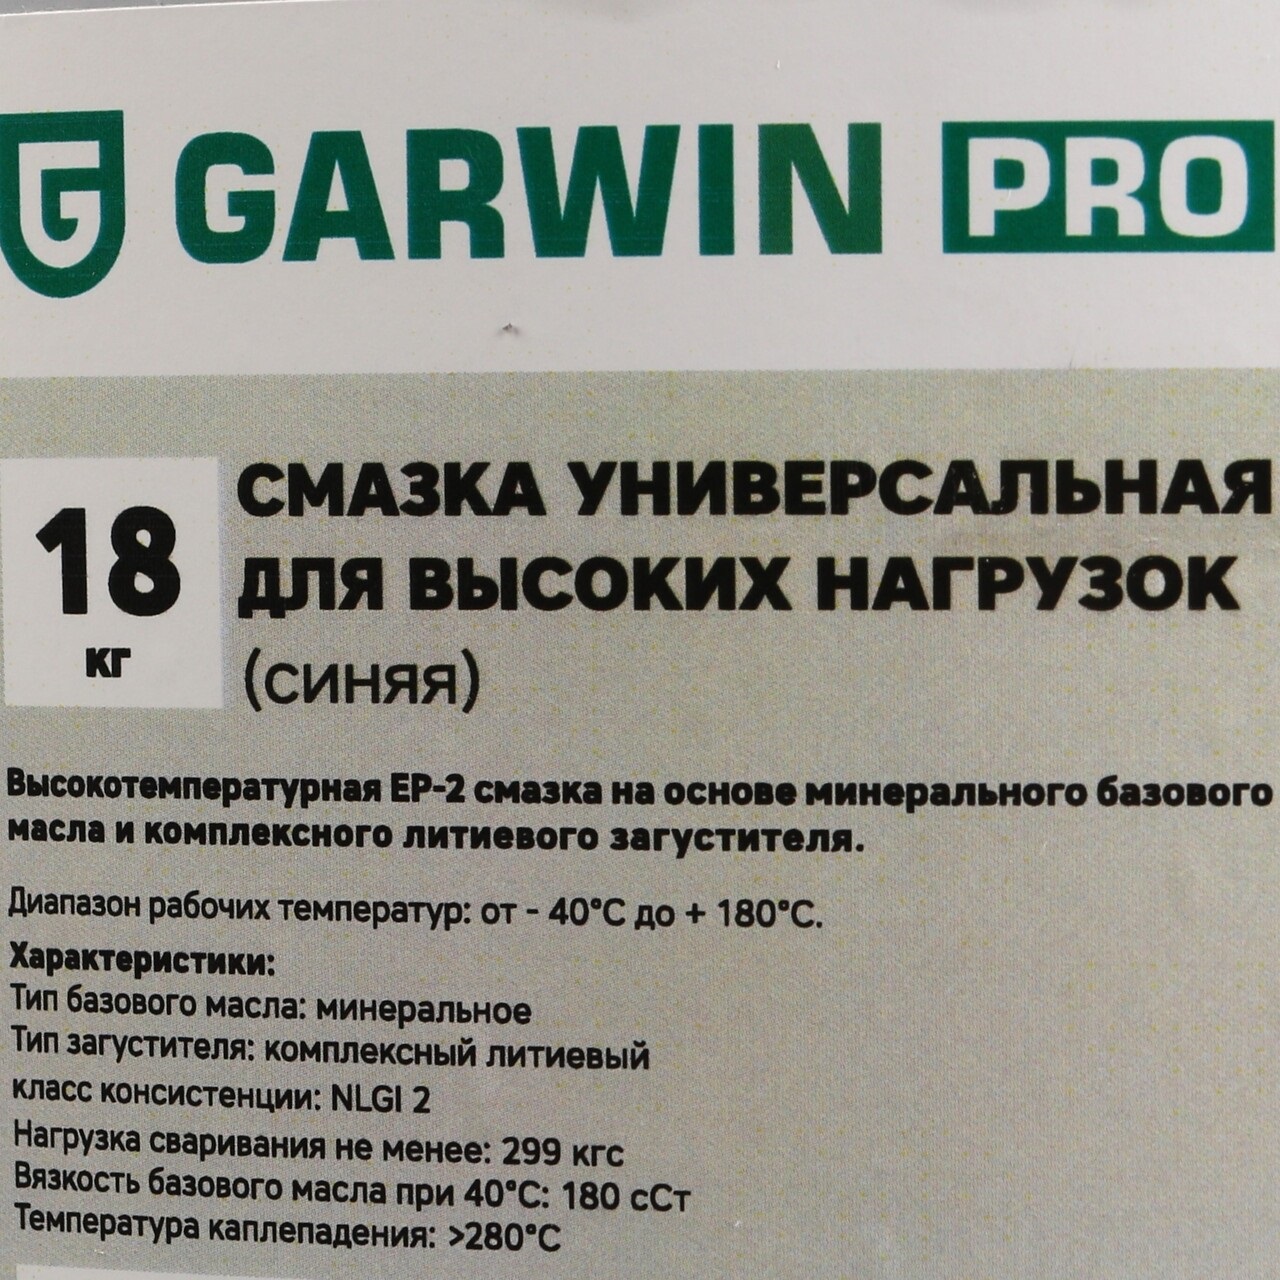 G GARWIN PRO
18 кг
СМАЗКА УНИВЕРСАЛЬНАЯ
ДЛЯ ВЫСОКИХ НАГРУЗОК
(СИНЯЯ)
Высокотемпературная EP-2 смазка на основе минерального базового
масла и комплексного литиевого загустителя.
Диапазон рабочих температур: от - 40°C до + 180°C.
Характеристики:
Тип базового масла: минеральное
Тип загустителя: комплексный литиевый
класс консистенции: NLGI 2
Нагрузка сваривания не менее: 299 кгс
Вязкость базового масла при 40°C: 180 сСт
Температура каплепадения: >280°C